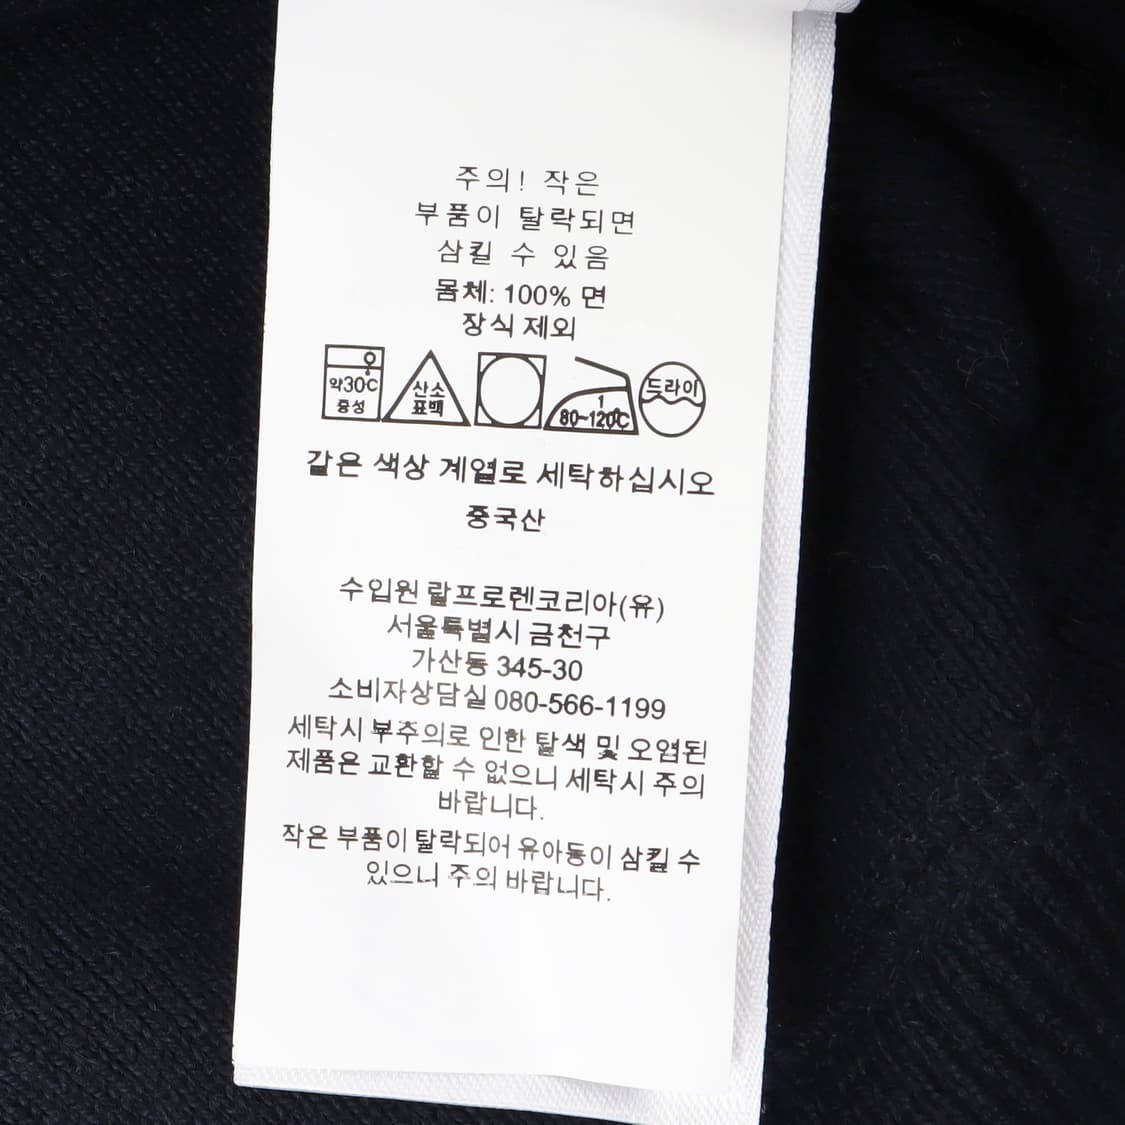 주의! 작은
부품이 탈락되면
삼킬 수 있음
몸체: 100% 면
장식 제외
약30℃
중성
산소
표백
1
80~120℃
드라이
같은 색상 계열로 세탁하십시오
중국산
수입원 랄프로렌코리아(유)
서울특별시 금천구
가산동 345-30
소비자상담실 080-566-1199
세탁시 부주의로 인한 탈색 및 오염된
제품은 교환할 수 없으니 세탁시 주의
바랍니다.
작은 부품이 탈락되어 유아동이 삼킬 수
있으니 주의 바랍니다.